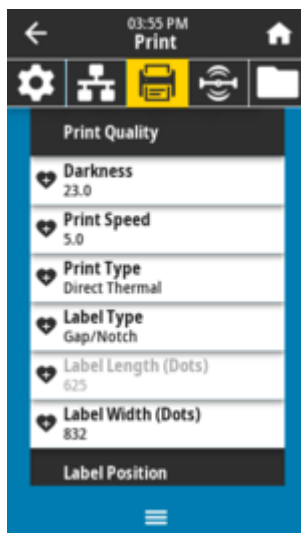 03:55 PM
Print
Print Quality
Darkness
23.0
Print Speed
5.0
Print Type
Direct Thermal
Label Type
Gap/Notch
Label Length (Dots)
625
Label Width (Dots)
832
Label Position